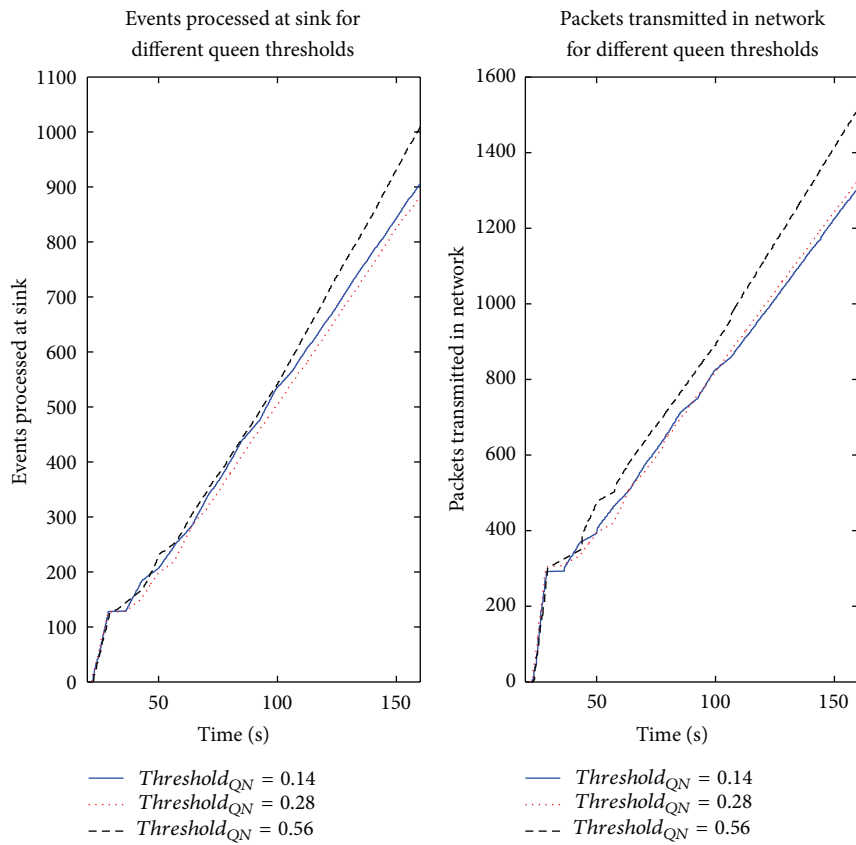 Events processed at sink for
different queen thresholds
1100
1000
900
800
700
600
500
400
300
200
100
0
Events processed at sink
50
100
150
Time (s)
Threshold_QN = 0.14
Threshold_QN = 0.28
Threshold_QN = 0.56
Packets transmitted in network
for different queen thresholds
1600
1400
1200
1000
800
600
400
200
0
Packets transmitted in network
50
100
150
Time (s)
Threshold_QN = 0.14
Threshold_QN = 0.28
Threshold_QN = 0.56